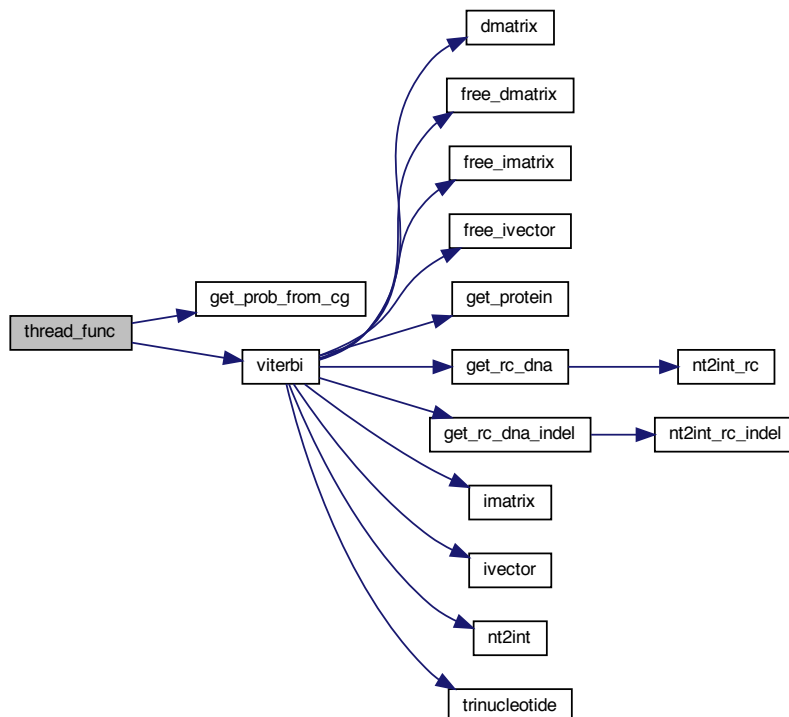 dmatrix
free_dmatrix
free_imatrix
free_ivector
get_prob_from_cg
get_protein
thread_func
viterbi
get_rc_dna
nt2int_rc
get_rc_dna_indel
nt2int_rc_indel
imatrix
ivector
nt2int
trinucleotide